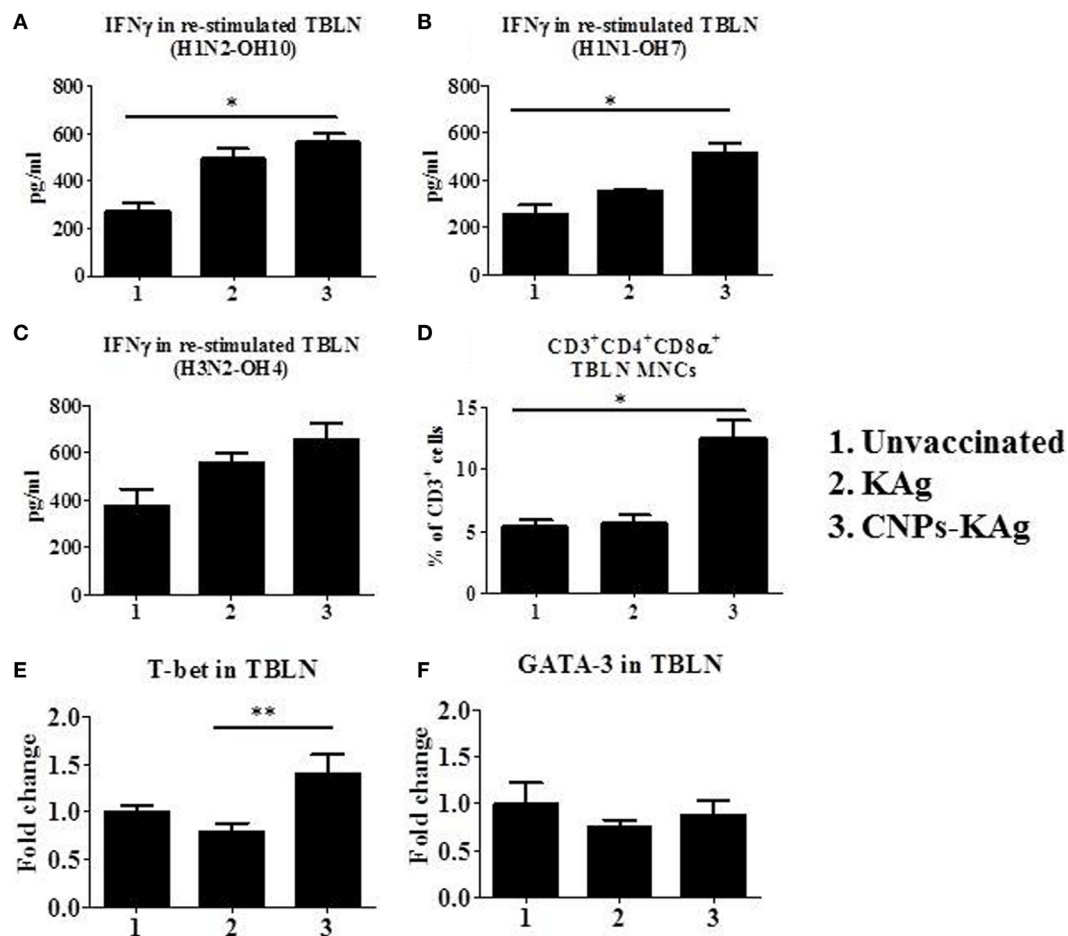 A
IFNγ in re-stimulated TBLN
(H1N2-OH10)
800
600
400
200
0
pg/ml
*
1 2 3
B
IFNγ in re-stimulated TBLN
(H1N1-OH7)
800
600
400
200
0
pg/ml
*
1 2 3
C
IFNγ in re-stimulated TBLN
(H3N2-OH4)
800
600
400
200
0
pg/ml
1 2 3
D
CD3⁺CD4⁺CD8α⁺
TBLN MNCs
15
10
5
0
% of CD3⁺ cells
*
1 2 3
1. Unvaccinated
2. KAg
3. CNPs-KAg
E
T-bet in TBLN
2.0
1.5
1.0
0.5
0.0
Fold change
**
1 2 3
F
GATA-3 in TBLN
2.0
1.5
1.0
0.5
0.0
Fold change
1 2 3